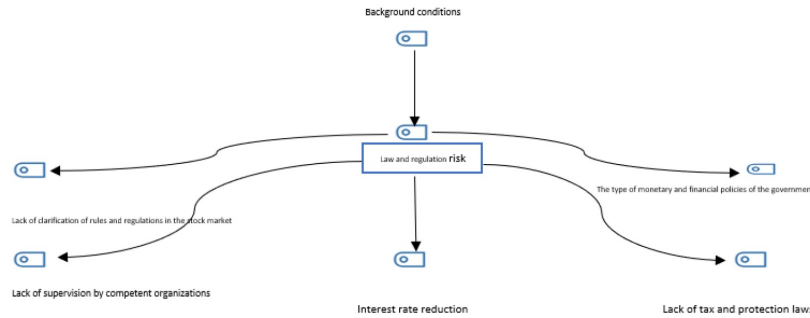 Background conditions
Law and regulation risk
The type of monetary and financial policies of the governmen
Lack of clarification of rules and regulations in the stock market
Lack of supervision by competent organizations
Interest rate reduction
Lack of tax and protection law